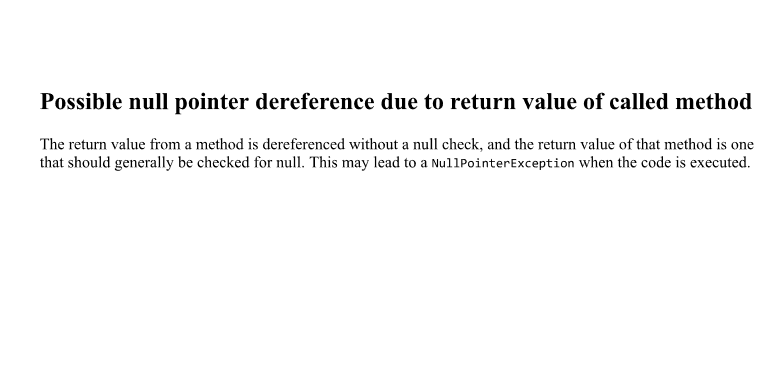 Possible null pointer dereference due to return value of called method
The return value from a method is dereferenced without a null check, and the return value of that method is one
that should generally be checked for null. This may lead to a NullPointerException when the code is executed.